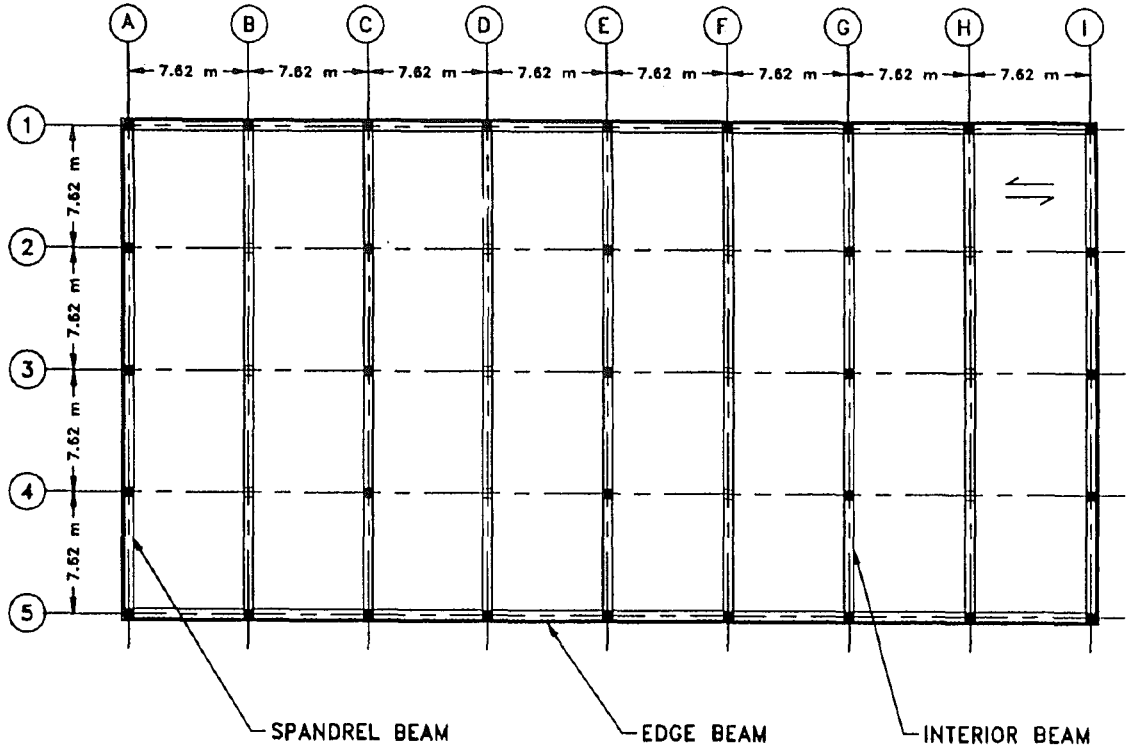 A B C D E F G H I
7.62 m 7.62 m 7.62 m 7.62 m 7.62 m 7.62 m 7.62 m 7.62 m
1
7.62 m
2
7.62 m
3
7.62 m
4
7.62 m
5
SPANDREL BEAM EDGE BEAM INTERIOR BEAM